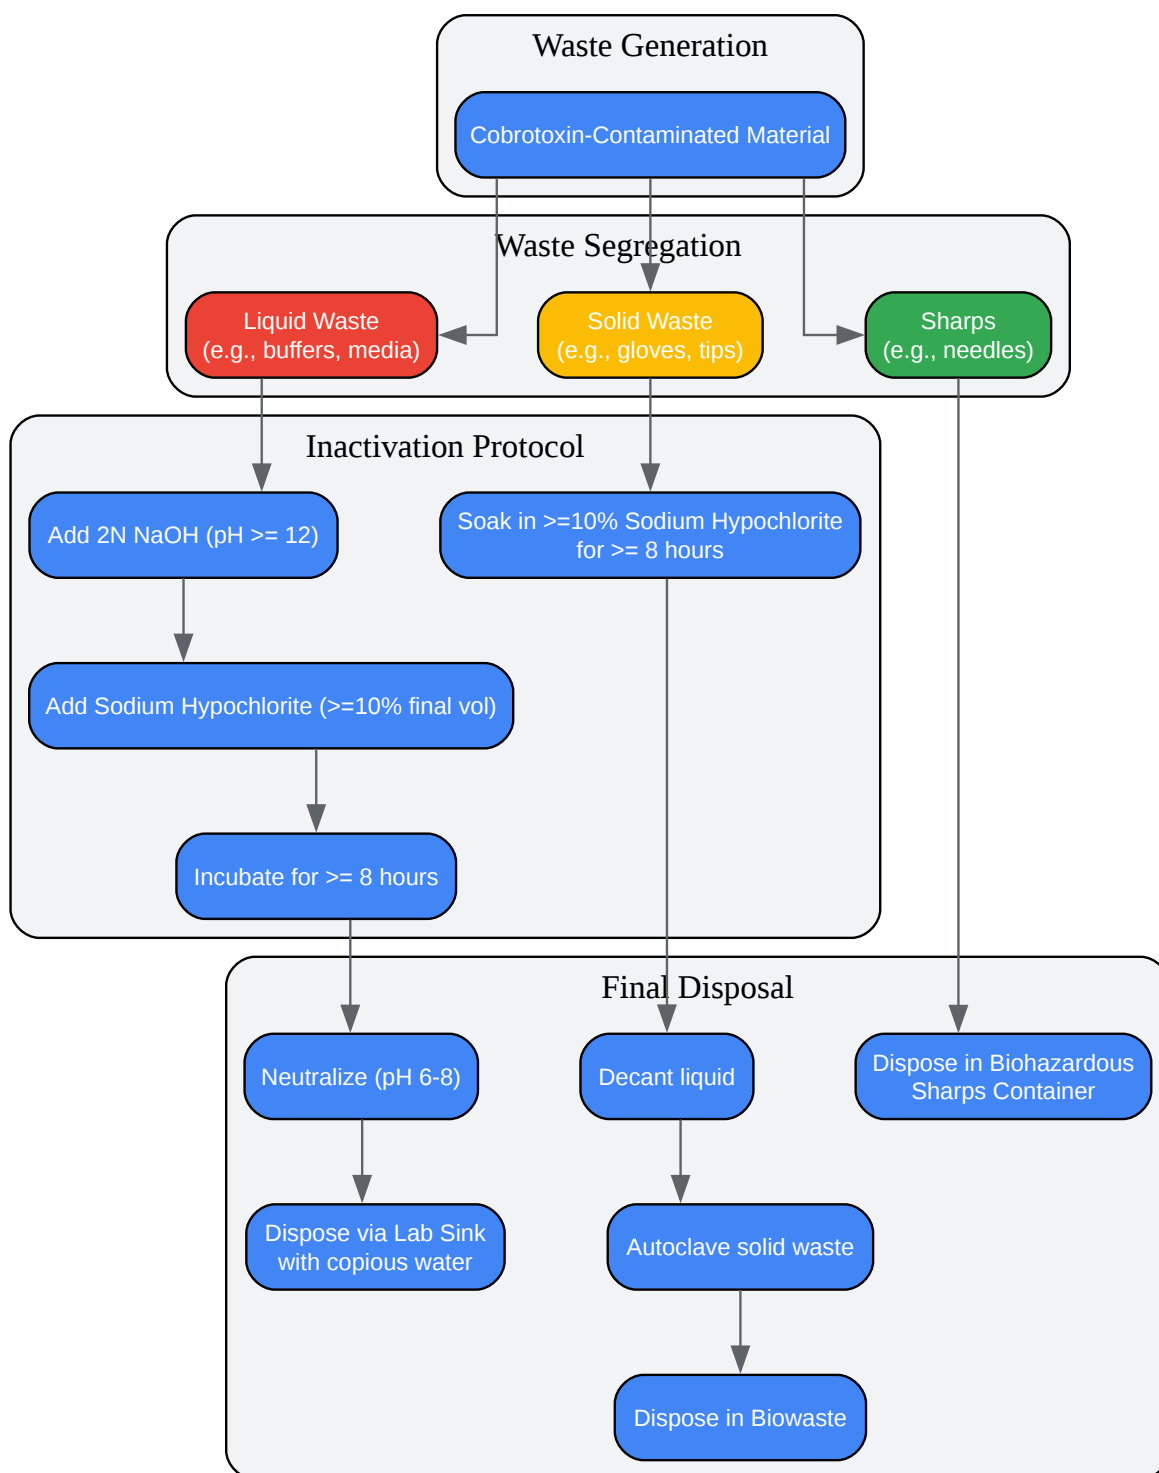 Waste Generation
Cobrotoxin-Contaminated Material
Waste Segregation
Liquid Waste
(e.g., buffers, media)
Solid Waste
(e.g., gloves, tips)
Sharps
(e.g., needles)
Inactivation Protocol
Add 2N NaOH (pH >= 12)
Soak in >=10% Sodium Hypochlorite
for >= 8 hours
Add Sodium Hypochlorite (>=10% final vol)
Incubate for >= 8 hours
Final Disposal
Neutralize (pH 6-8)
Decant liquid
Dispose in Biohazardous
Sharps Container
Dispose via Lab Sink
with copious water
Autoclave solid waste
Dispose in Biowaste